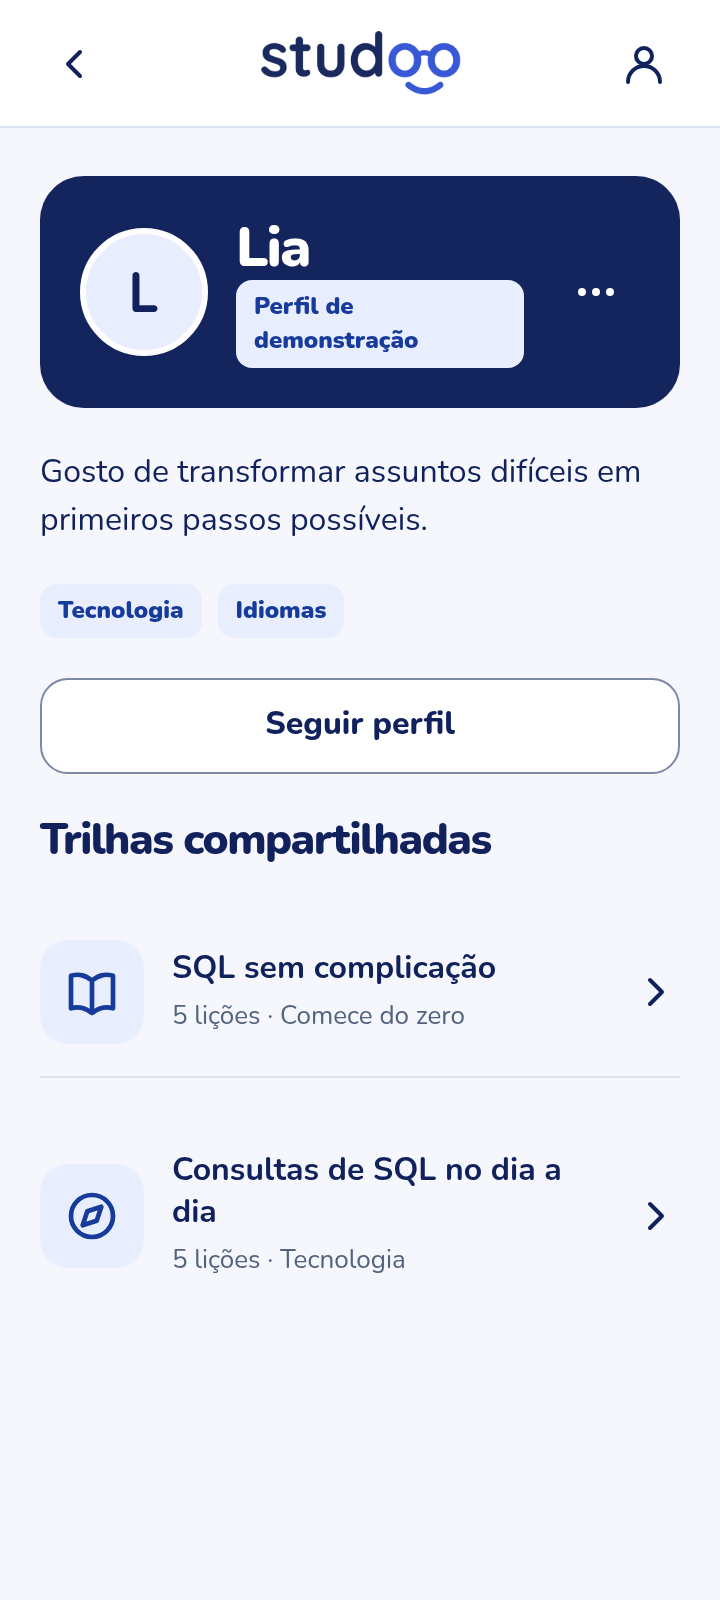 studoo
Lia
L
Perfil de
demonstração
Gosto de transformar assuntos difíceis em
primeiros passos possíveis.
Tecnologia
Idiomas
Seguir perfil
Trilhas compartilhadas
SQL sem complicação
5 lições · Comece do zero
Consultas de SQL no dia a
dia
5 lições · Tecnologia